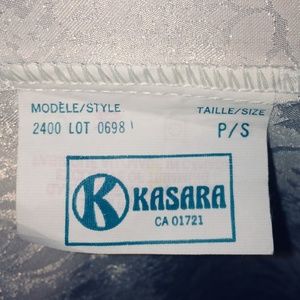 MODÈLE/STYLE TAILLE/SIZE
2400 LOT 0698 P/S
K KASARA
CA 01721